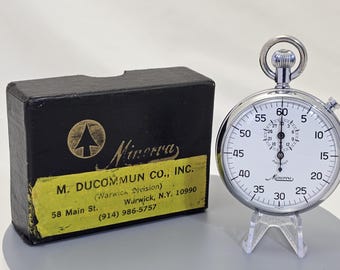 Minerva
M. DUCOMMUN CO., INC.
(Warwick Division)
58 Main St. Warwick, N.Y. 10990
(914) 986-5757
60
5
10
15
20
25
30
35
40
45
50
55
Minerva